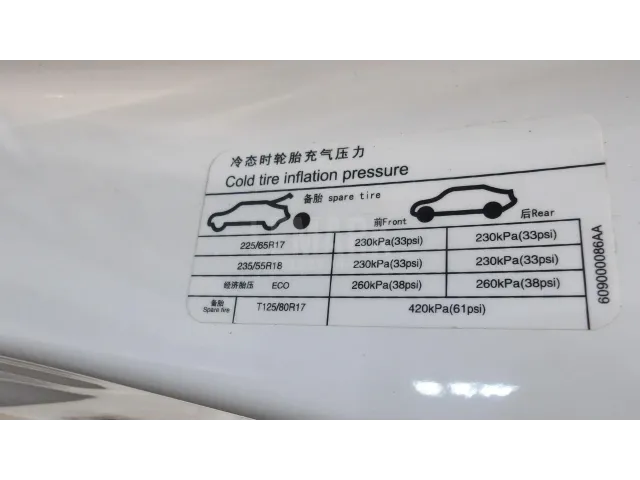 冷态时轮胎充气压力
Cold tire inflation pressure
备胎 spare tire
前Front 后Rear
225/65R17 230kPa(33psi) 230kPa(33psi)
235/55R18 230kPa(33psi) 230kPa(33psi)
经济胎压 ECO 260kPa(38psi) 260kPa(38psi)
备胎
Spare tire T125/80R17 420kPa(61psi)
609000086AA